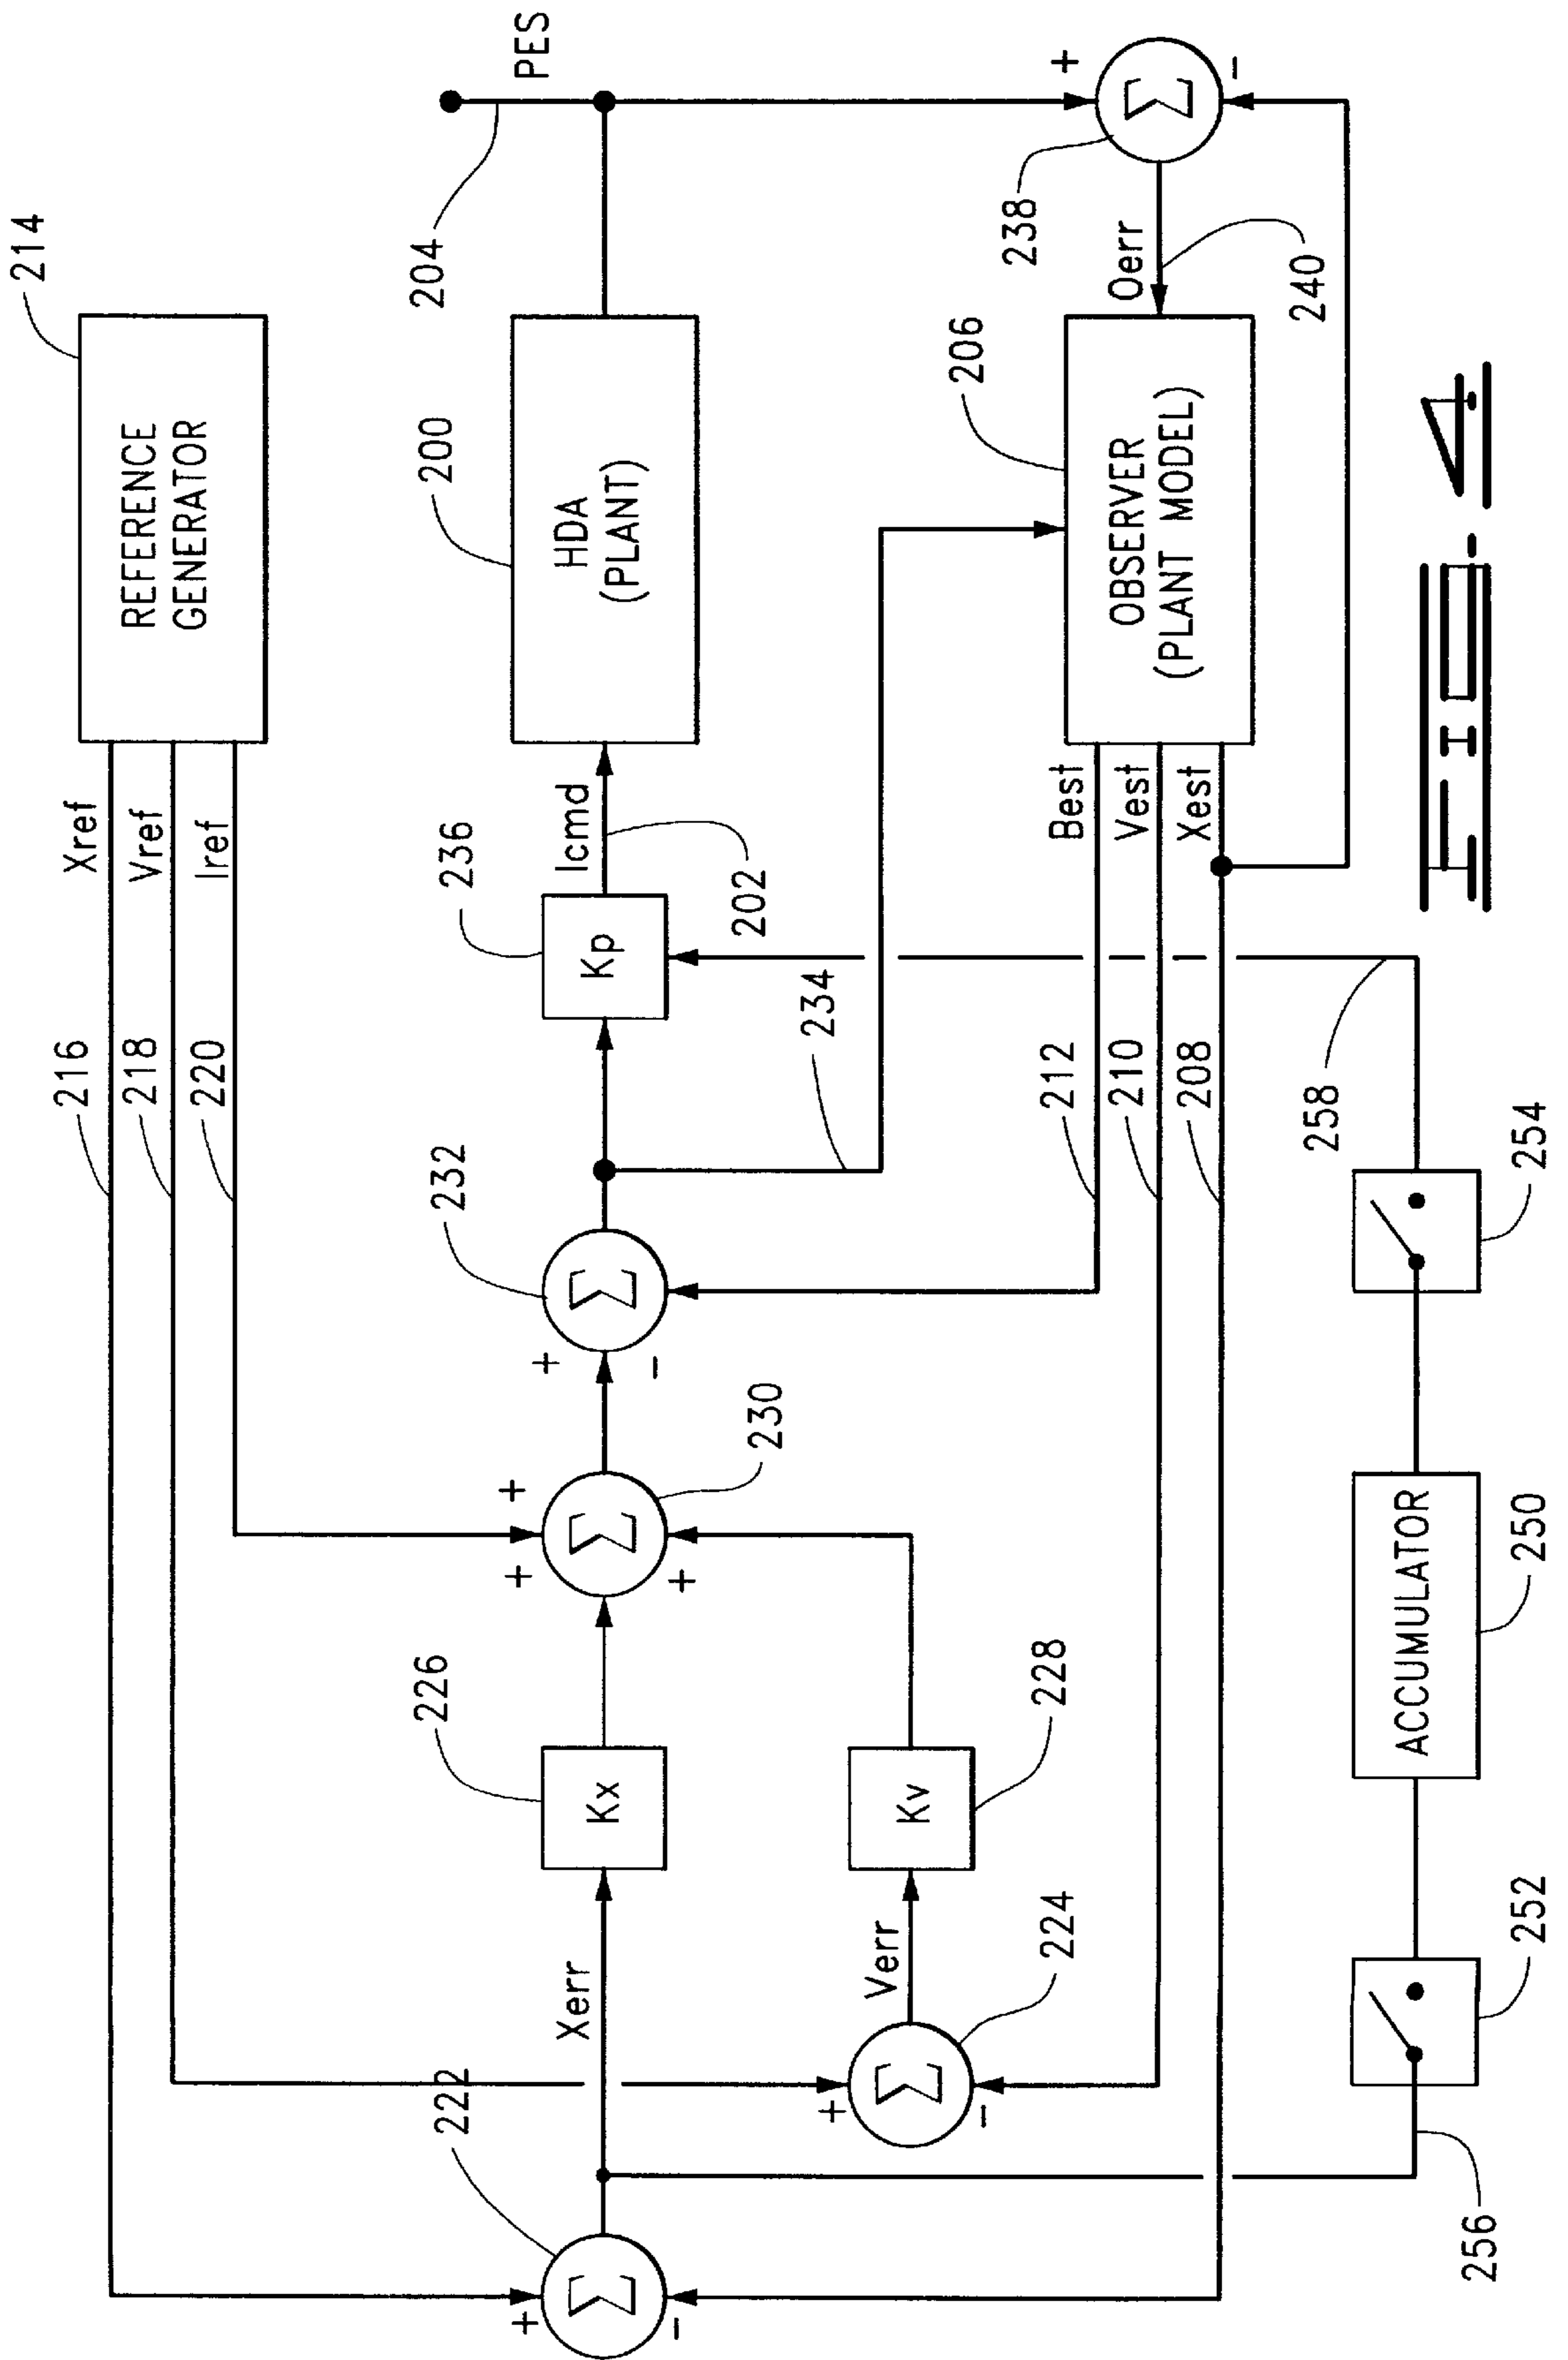 214
REFERENCE
GENERATOR
Xref
Vref
Iref
216
218
220
204
PES
200
HDA
(PLANT)
Icmd
202
236
Kp
234
232
Σ
+
-
230
Σ
+
+
+
226
Kx
228
Kv
Xerr
Verr
222
Σ
+
-
224
Σ
+
-
238
Σ
+
-
Oerr
240
206
OBSERVER
(PLANT MODEL)
Best
Vest
Xest
212
210
208
258
254
ACCUMULATOR
250
252
256
FIG. 4